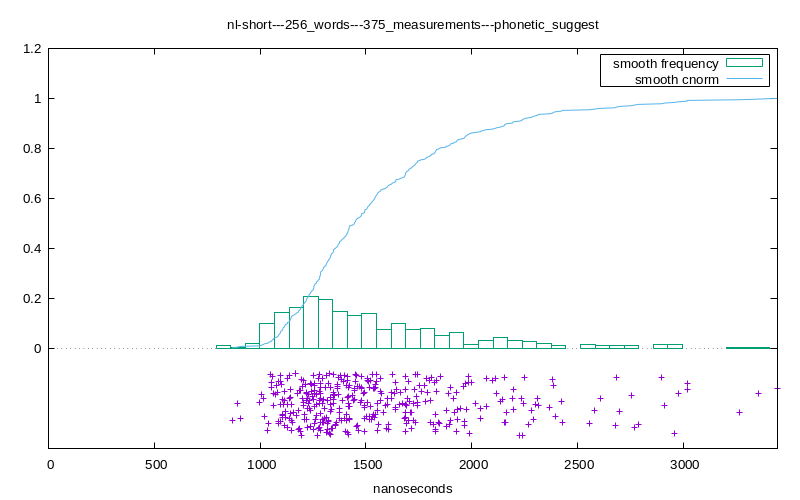 nl-short---256_words---375_measurements---phonetic_suggest
1.2
smooth frequency
smooth cnorm
1
0.8
0.6
0.4
0.2
0
0 500 1000 1500 2000 2500 3000
nanoseconds